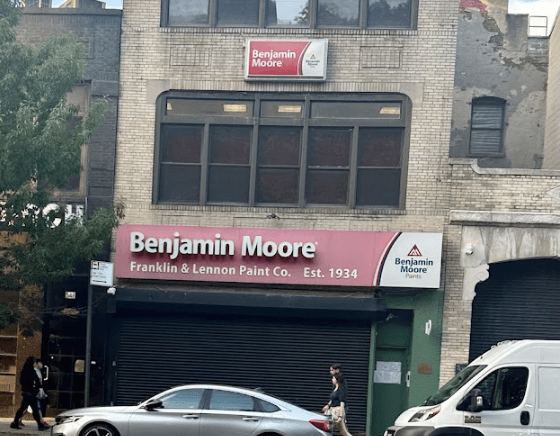 Benjamin
Moore
Benjamin Moore
Franklin & Lennon Paint Co. Est. 1934
Benjamin
Moore
Paints